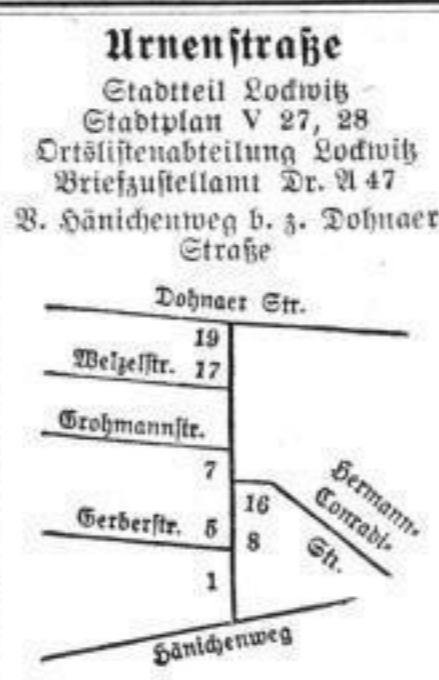 Urnenſtraße
Stadtteil Lockwitz
Stadtplan V 27, 28
Ortsliſtenabteilung Lockwitz
Briefzuſtellamt Dr. A 47
V. Hänichenweg b. z. Dohnaer
Straße
Dohnaer Str.
19
Welzelſtr. 17
Grohmannſtr.
7
Hermann-
Conradi-
Str.
16
Gerberſtr. 5
8
1
Hänichenweg